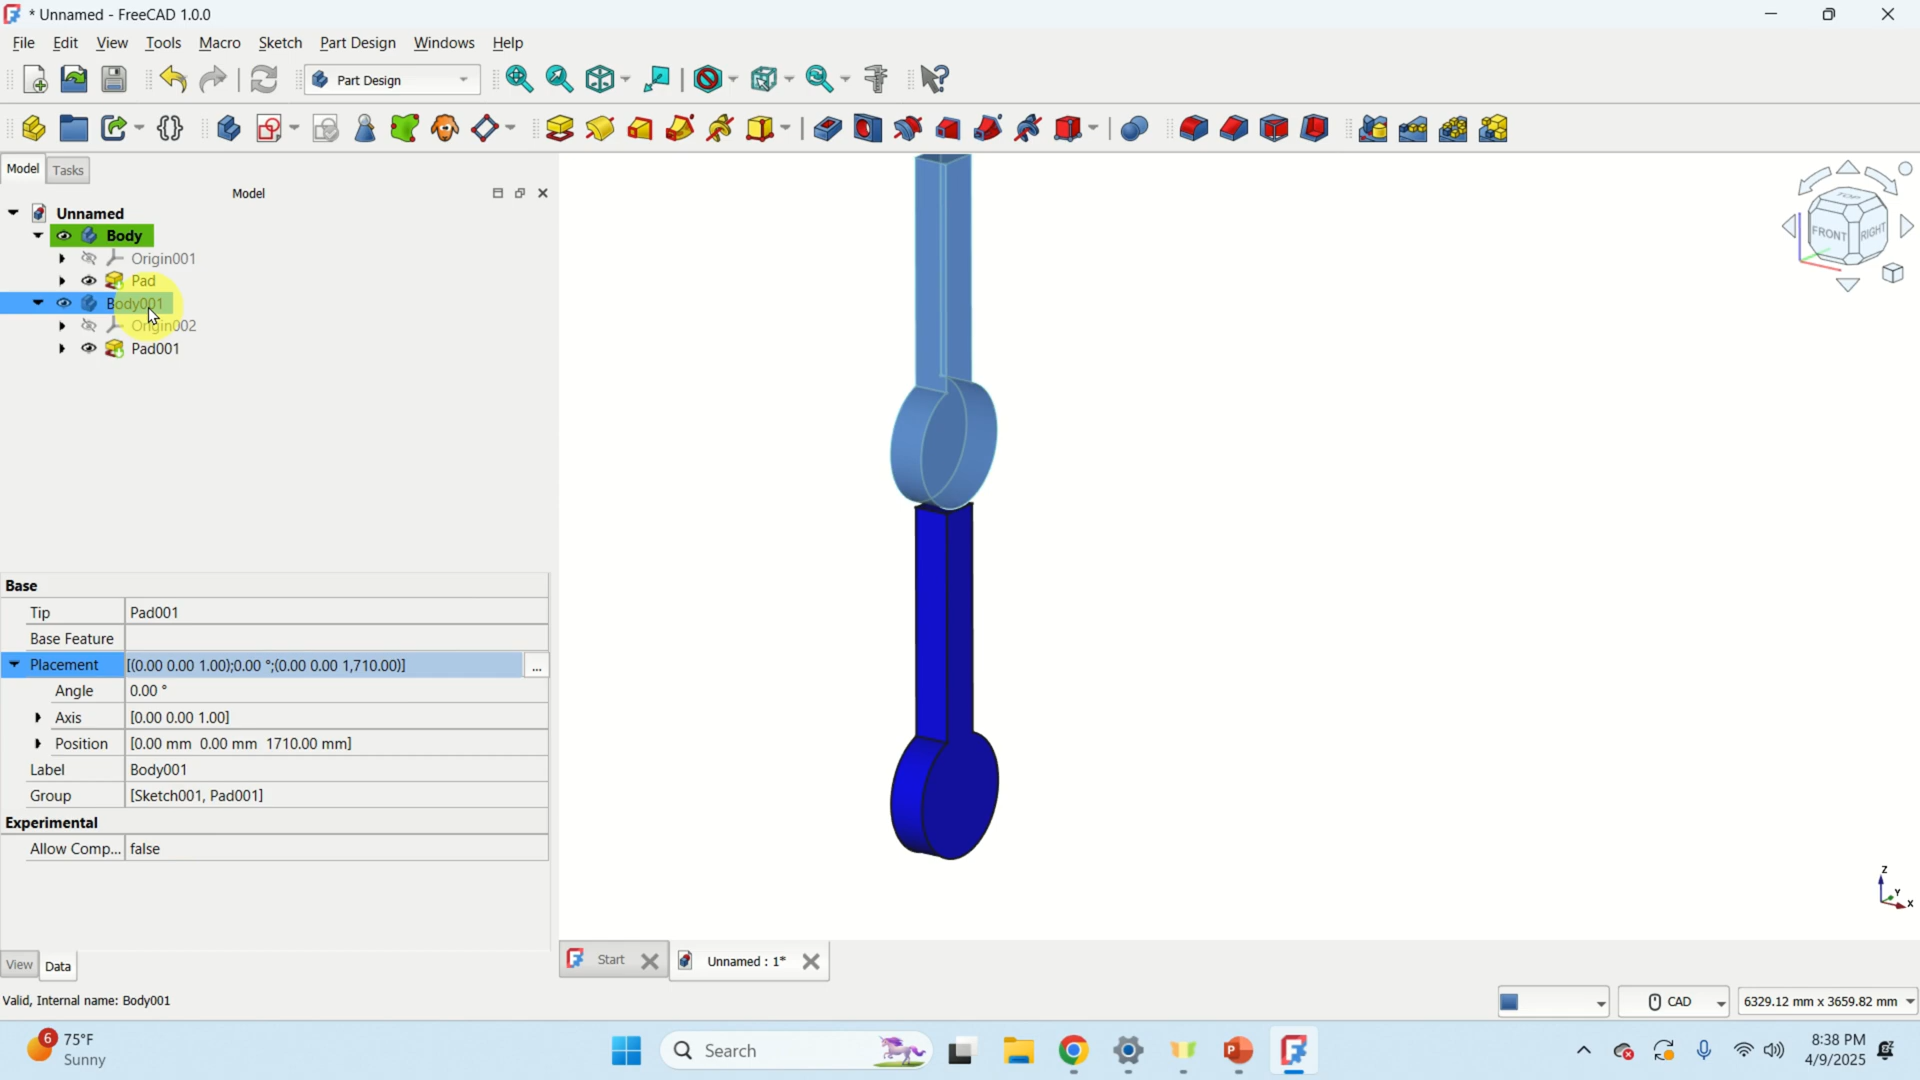 * Unnamed - FreeCAD 1.0.0
File Edit View Tools Macro Sketch Part Design Windows Help
Part Design
Model Tasks
Model
Unnamed
Body
Origin001
Pad
Body001
Origin002
Pad001
TOP
FRONT RIGHT
Base
Tip Pad001
Base Feature
Placement [(0.00 0.00 1.00);0.00 °;(0.00 0.00 1,710.00)] ...
Angle 0.00 °
Axis [0.00 0.00 1.00]
Position [0.00 mm 0.00 mm 1710.00 mm]
Label Body001
Group [Sketch001, Pad001]
Experimental
Allow Comp... false
Z
Y
X
View Data
Start Unnamed : 1*
Valid, Internal name: Body001
CAD 6329.12 mm x 3659.82 mm
6 75°F
Sunny
Search
8:38 PM
4/9/2025